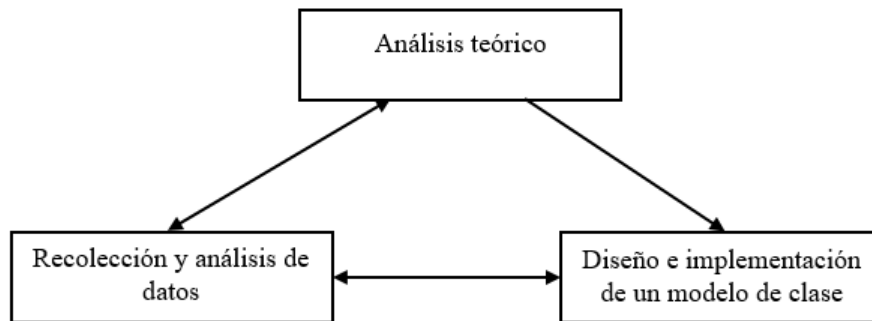 Análisis teórico
Recolección y análisis de
datos
Diseño e implementación
de un modelo de clase